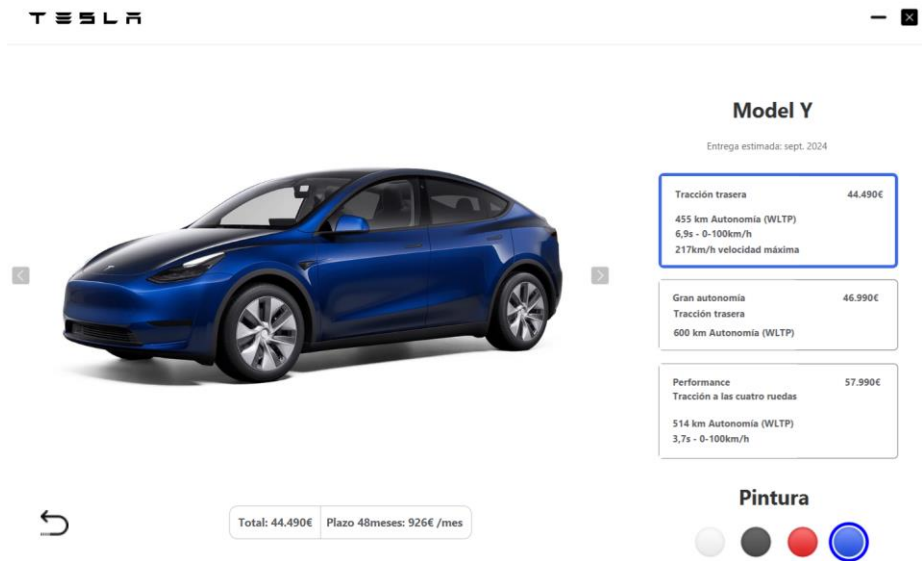 TESLA
Model Y
Entrega estimada: sept. 2024
Tracción trasera 44.490€
455 km Autonomía (WLTP)
6,9s - 0-100km/h
217km/h velocidad máxima
Gran autonomía 46.990€
Tracción trasera
600 km Autonomía (WLTP)
Performance 57.990€
Tracción a las cuatro ruedas
514 km Autonomía (WLTP)
3,7s - 0-100km/h
Total: 44.490€ Plazo 48meses: 926€ /mes
Pintura